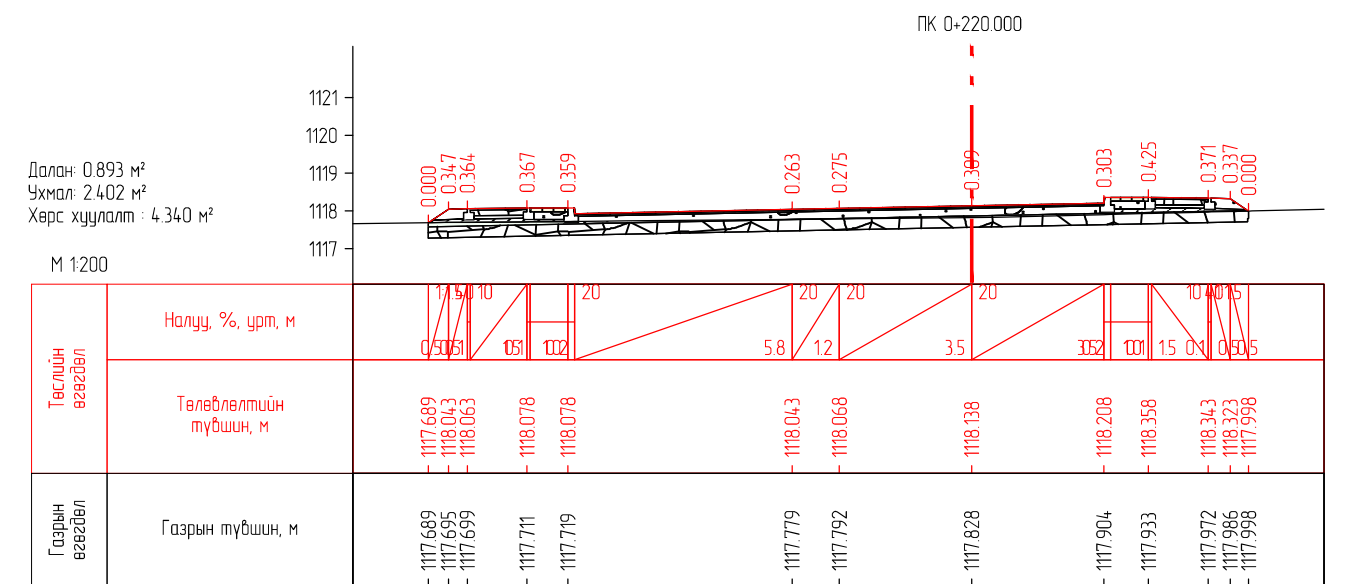 ПК 0+220.000
1121
1120
1119
1118
1117
Далан: 0.893 м²
Ухмал: 2.402 м²
Хөрс хуулалт : 4.340 м²
М 1:200
0.000 0.347 0.364 0.367 0.359 0.263 0.275 0.309 0.303 0.425 0.371 0.337 0.000
Төслийн
өгөгдөл
Налуу, %, урт, м
10 20 20 20 20 10
5.8 1.2 3.5 1.5 0.1 0.5
Төлөвлөлтийн
түвшин, м
1117.689 1118.043 1118.063 1118.078 1118.078 1118.043 1118.068 1118.138 1118.208 1118.358 1118.343 1118.323 1117.998
Газрын
өгөгдөл
Газрын түвшин, м
1117.689 1117.695 1117.699 1117.711 1117.719 1117.779 1117.792 1117.828 1117.904 1117.933 1117.972 1117.986 1117.998